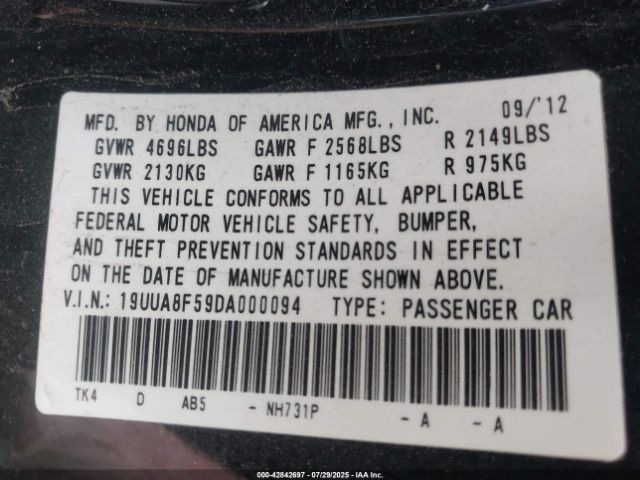 MFD. BY HONDA OF AMERICA MFG., INC. 09/'12
GVWR 4696LBS GAWR F 2568LBS R 2149LBS
GVWR 2130KG GAWR F 1165KG R 975KG
THIS VEHICLE CONFORMS TO ALL APPLICABLE
FEDERAL MOTOR VEHICLE SAFETY, BUMPER,
AND THEFT PREVENTION STANDARDS IN EFFECT
ON THE DATE OF MANUFACTURE SHOWN ABOVE.
V.I.N.: 19UUA8F59DA000094 TYPE: PASSENGER CAR
TK4 D AB5 - NH731P - A - A
000-42842697 - 07/29/2025 - IAA Inc.